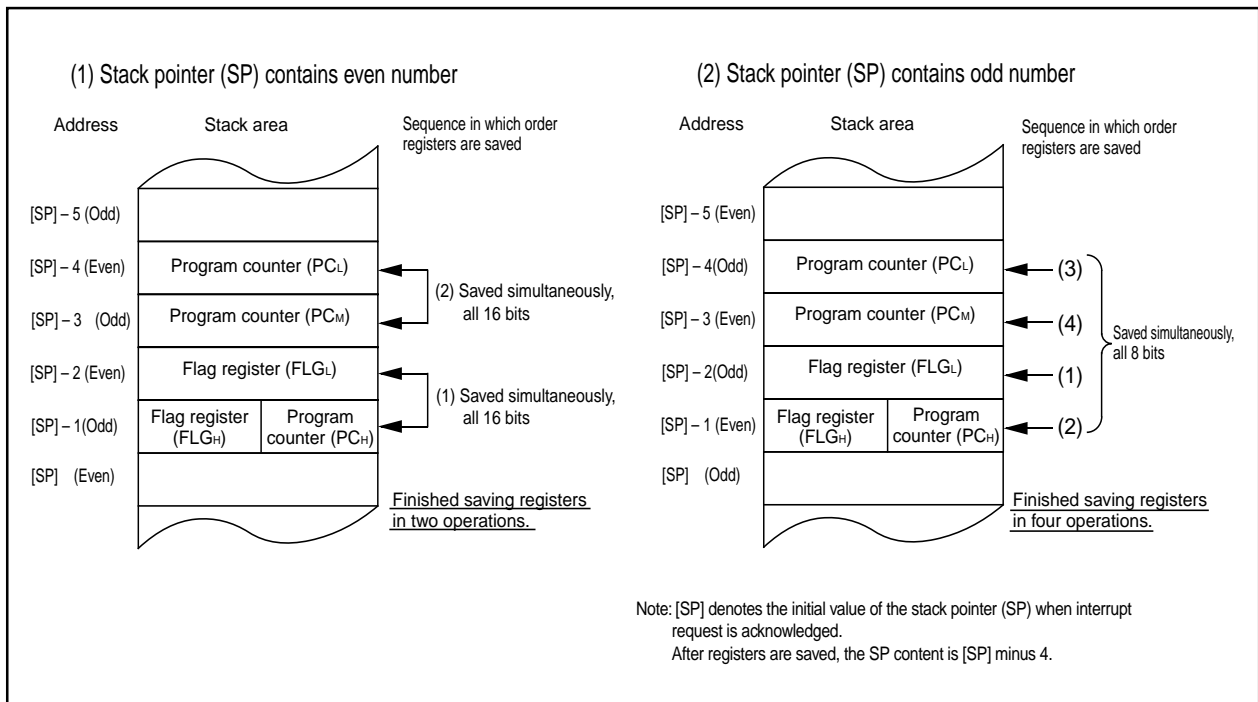 (1) Stack pointer (SP) contains even number
Address
Stack area
Sequence in which order
registers are saved
[SP] – 5 (Odd)
[SP] – 4 (Even)
Program counter (PCL)
[SP] – 3 (Odd)
Program counter (PCM)
(2) Saved simultaneously,
all 16 bits
[SP] – 2 (Even)
Flag register (FLGL)
[SP] – 1(Odd)
Flag register
(FLGH)
Program
counter (PCH)
(1) Saved simultaneously,
all 16 bits
[SP] (Even)
Finished saving registers
in two operations.
(2) Stack pointer (SP) contains odd number
Address
Stack area
Sequence in which order
registers are saved
[SP] – 5 (Even)
[SP] – 4(Odd)
Program counter (PCL)
(3)
[SP] – 3 (Even)
Program counter (PCM)
(4)
[SP] – 2(Odd)
Flag register (FLGL)
(1)
[SP] – 1 (Even)
Flag register
(FLGH)
Program
counter (PCH)
(2)
Saved simultaneously,
all 8 bits
[SP] (Odd)
Finished saving registers
in four operations.
Note: [SP] denotes the initial value of the stack pointer (SP) when interrupt
request is acknowledged.
After registers are saved, the SP content is [SP] minus 4.